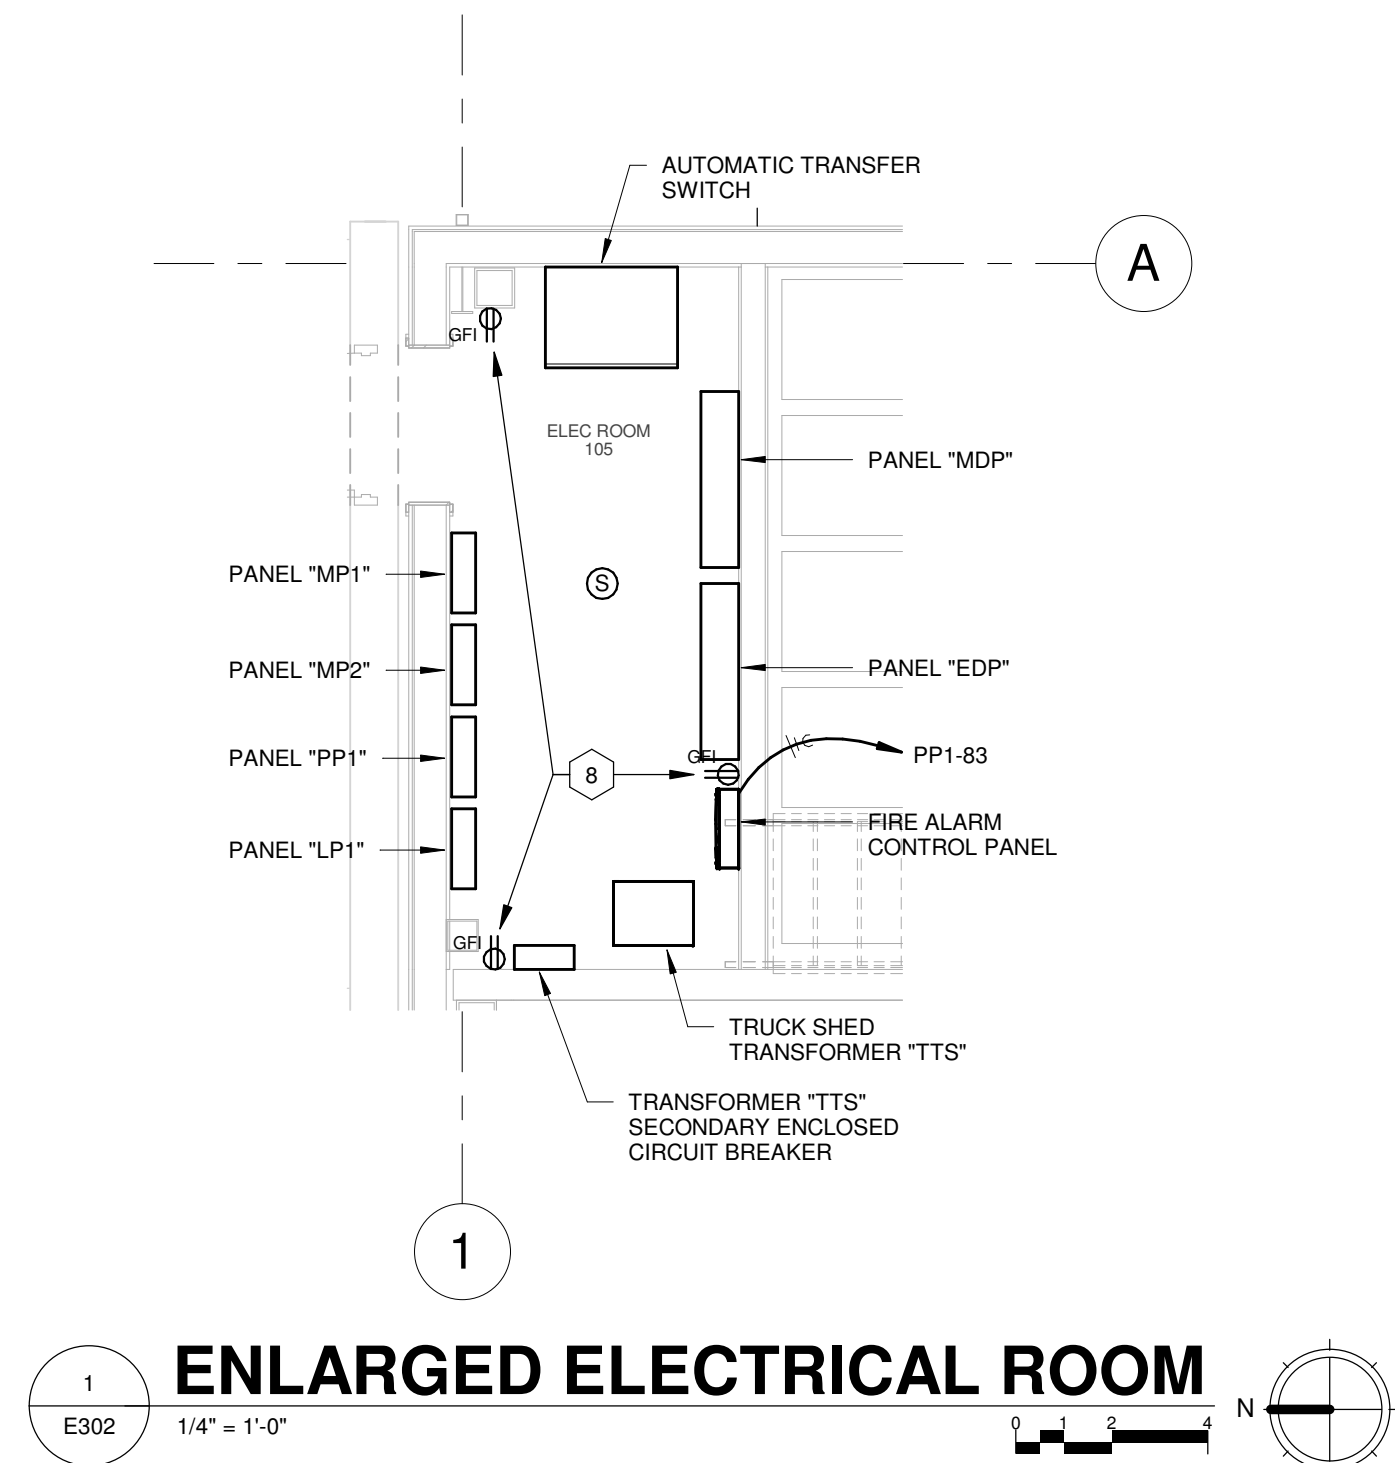 AUTOMATIC TRANSFER
SWITCH
A
GFI
ELEC ROOM
105
PANEL "MDP"
PANEL "MP1"
S
PANEL "MP2"
PANEL "EDP"
PANEL "PP1"
GFI
PP1-83
8
PANEL "LP1"
FIRE ALARM
CONTROL PANEL
GFI
TRUCK SHED
TRANSFORMER "TTS"
TRANSFORMER "TTS"
SECONDARY ENCLOSED
CIRCUIT BREAKER
1
1
E302
ENLARGED ELECTRICAL ROOM
1/4" = 1'-0"
0 1 2 4
N